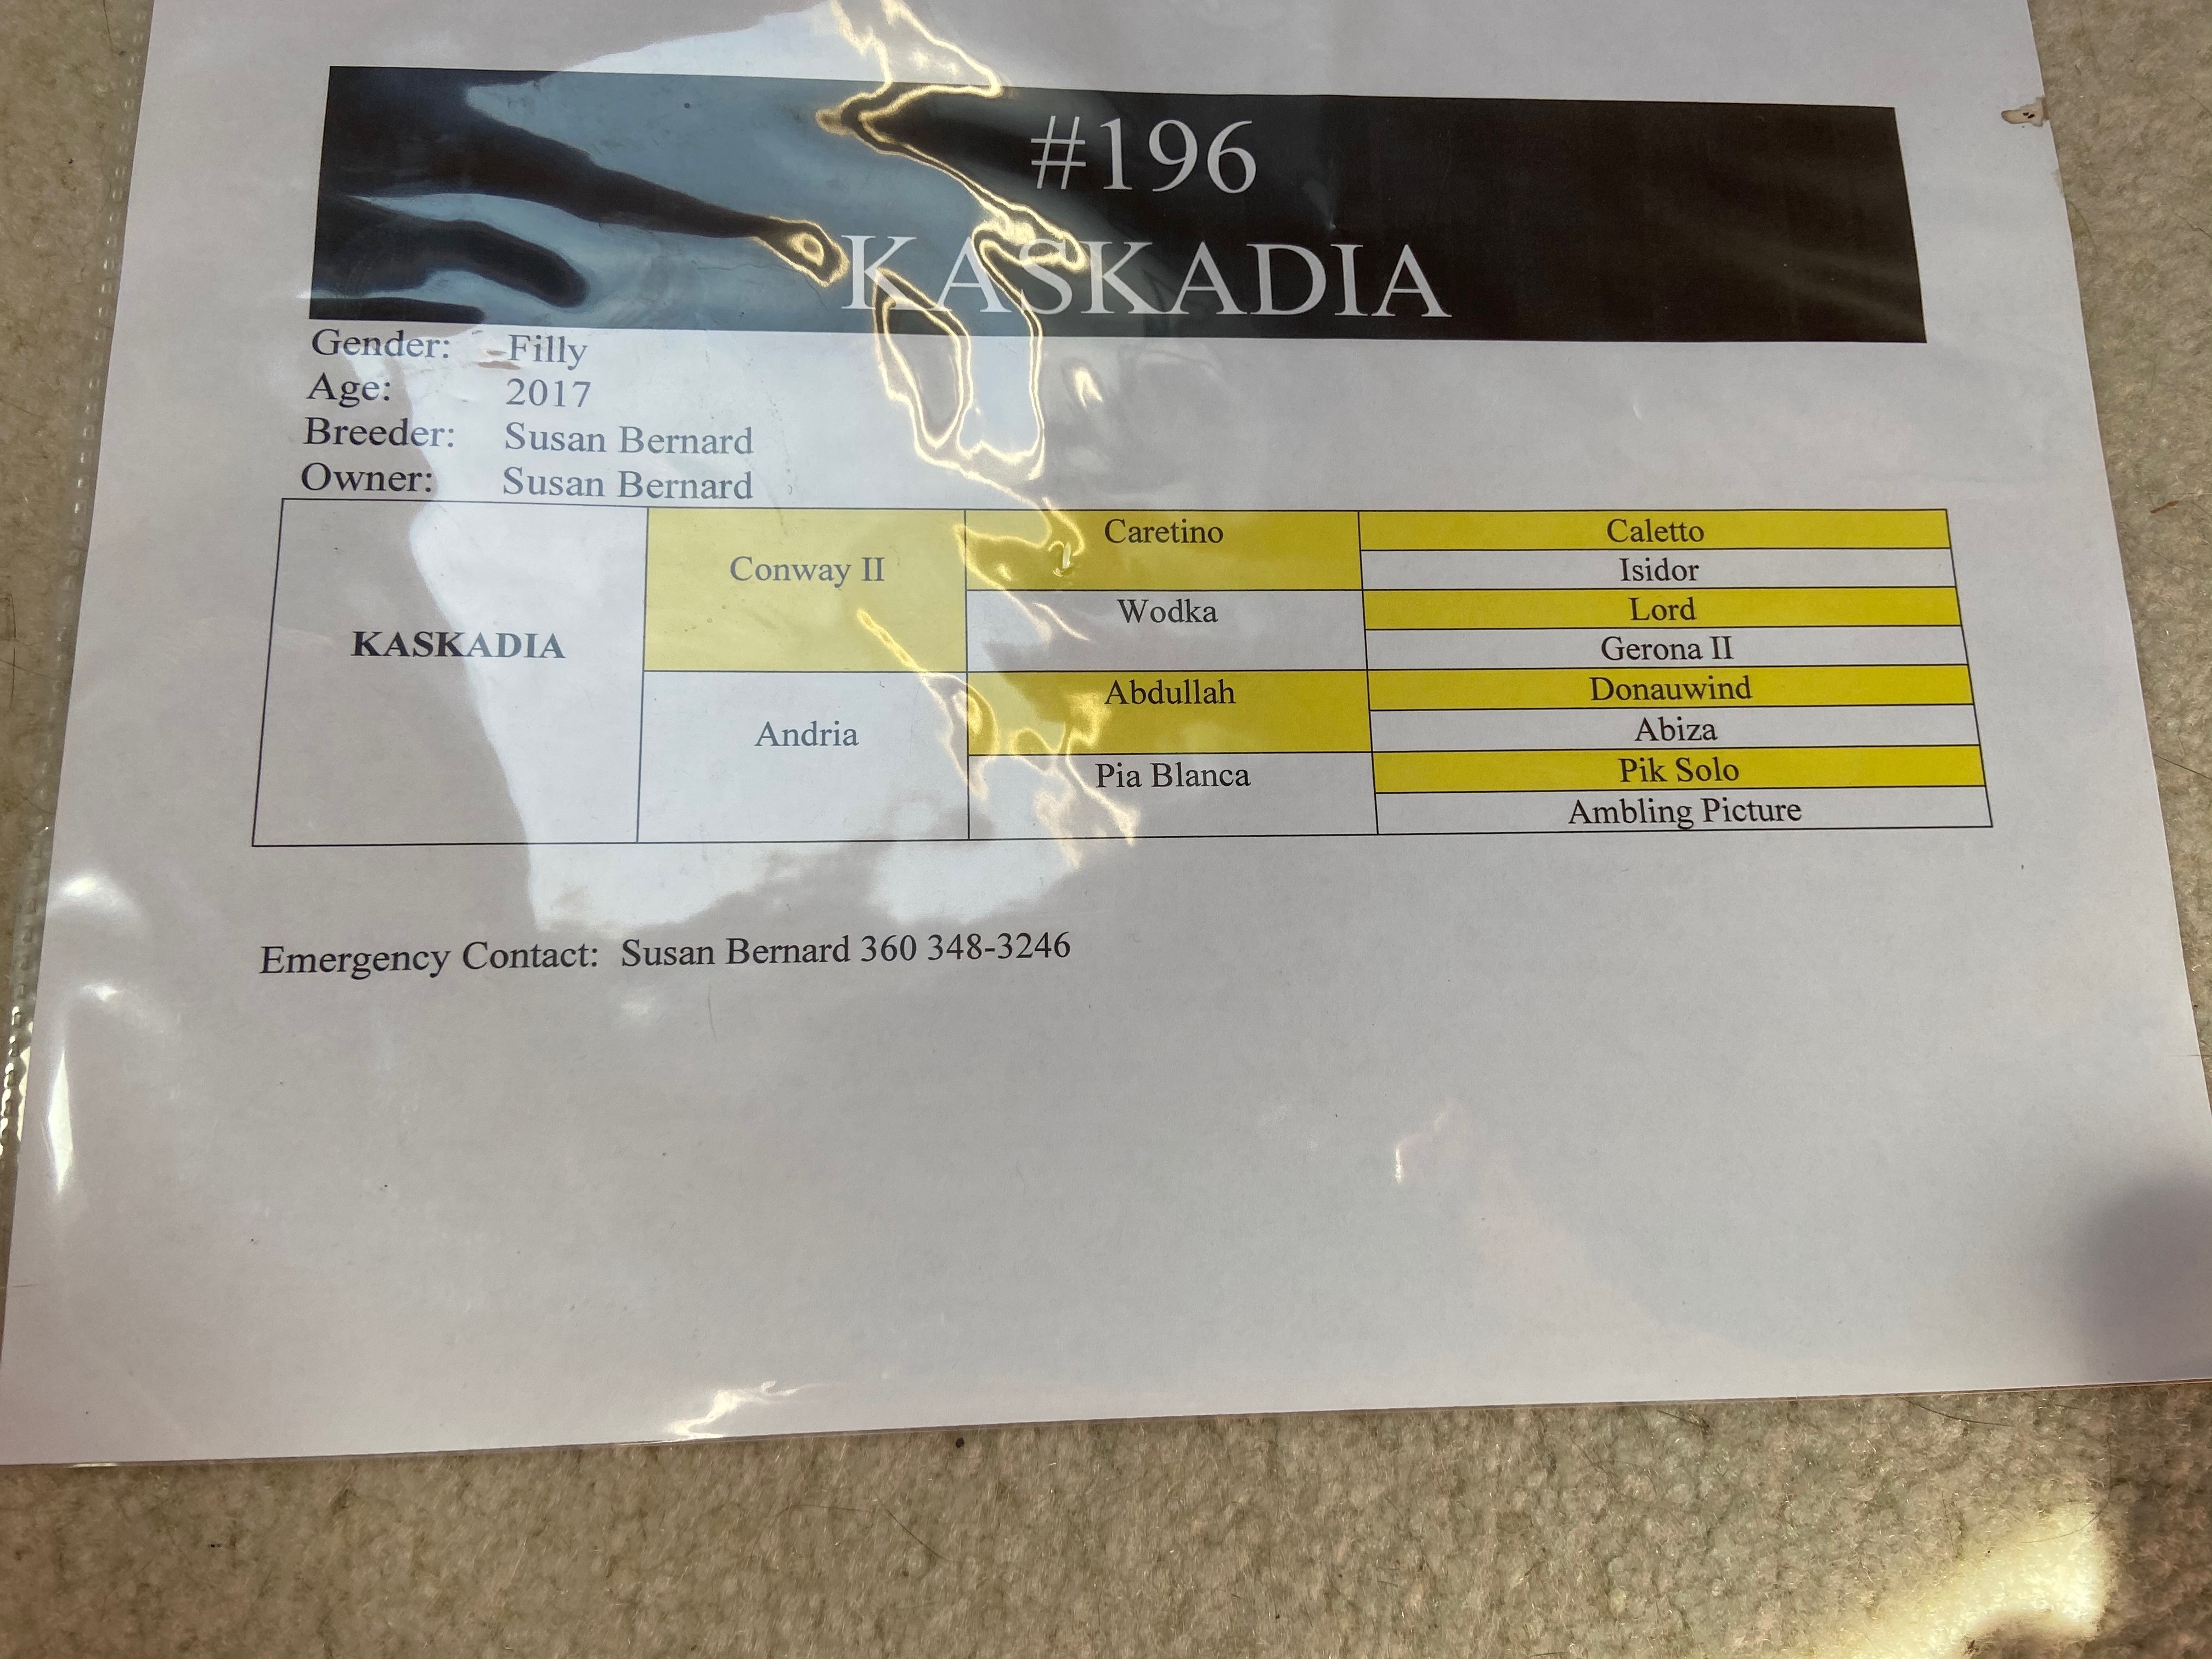 #196
KASKADIA
Gender: Filly
Age: 2017
Breeder: Susan Bernard
Owner: Susan Bernard
KASKADIA
Conway II
Andria
Caretino
Wodka
Abdullah
Pia Blanca
Caletto
Isidor
Lord
Gerona II
Donauwind
Abiza
Pik Solo
Ambling Picture
Emergency Contact: Susan Bernard 360 348-3246